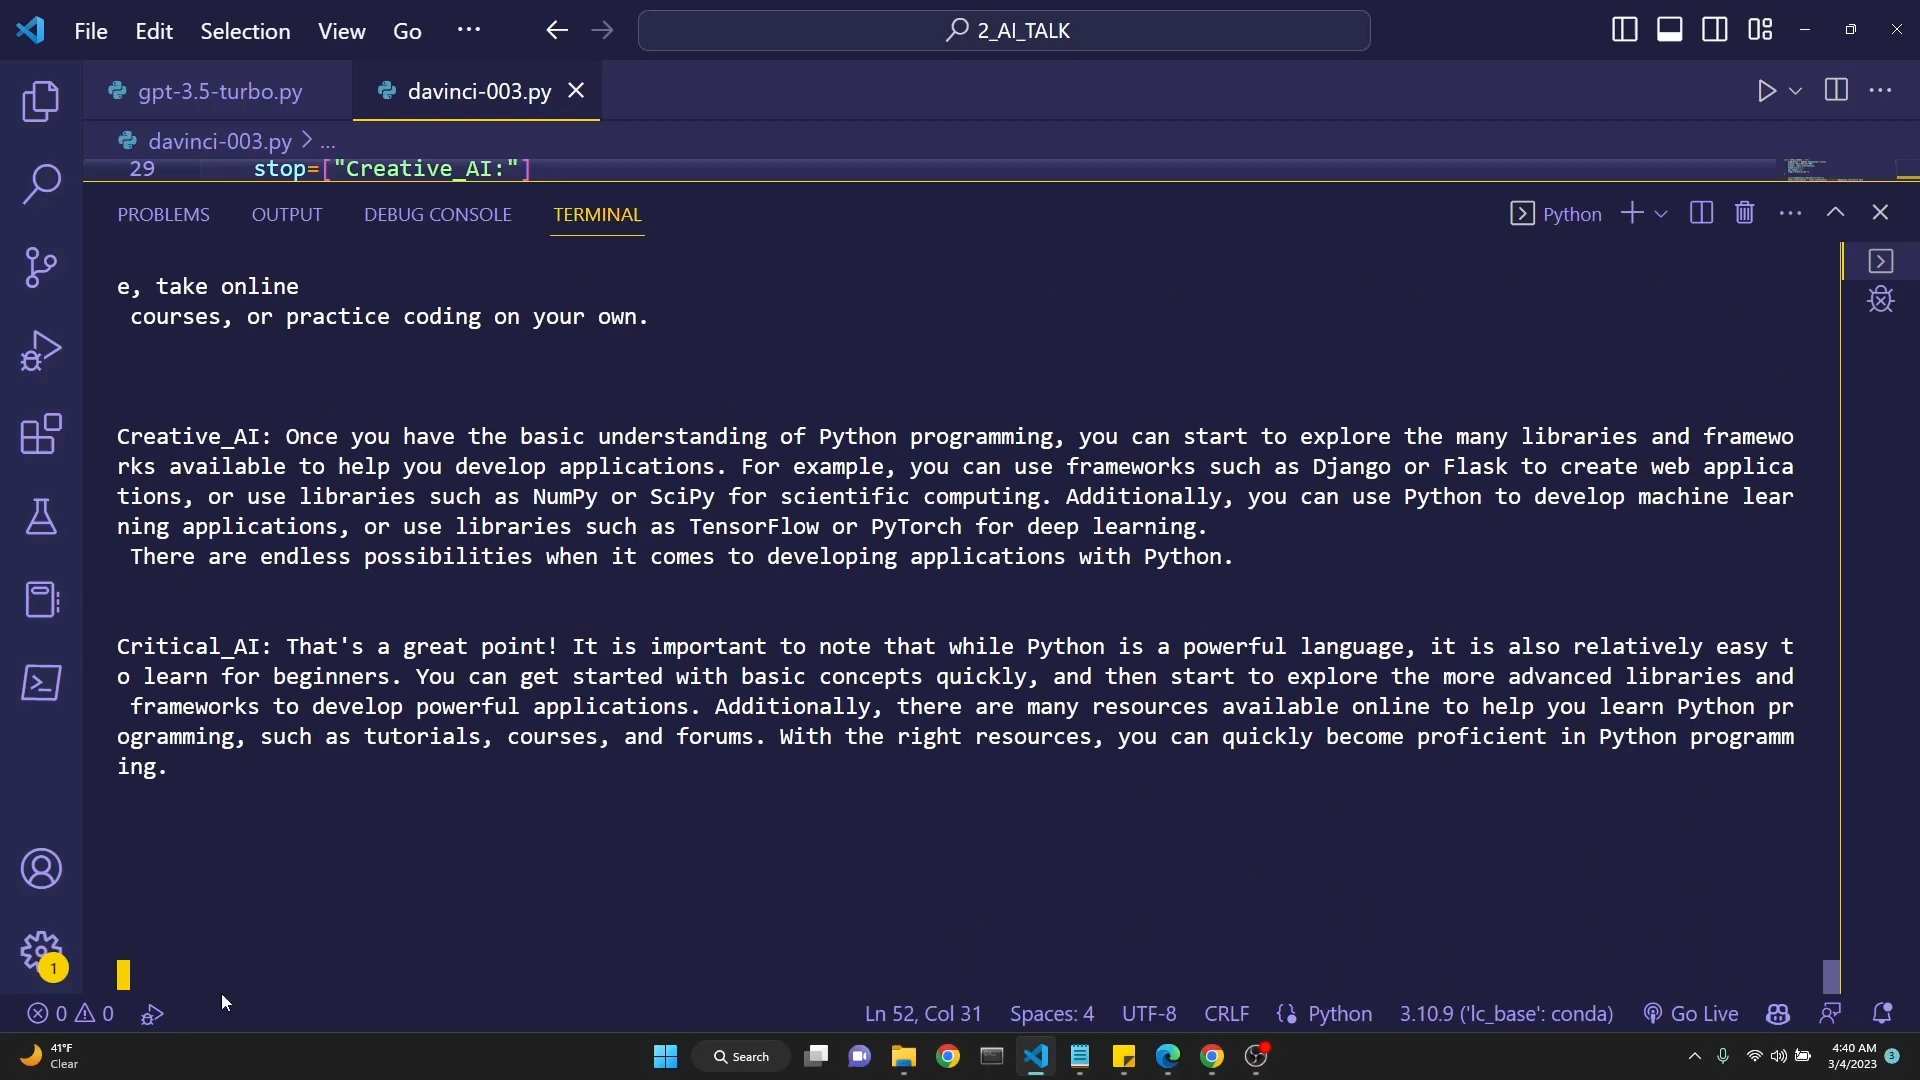 File Edit Selection View Go ··· 2_AI_TALK
gpt-3.5-turbo.py davinci-003.py
davinci-003.py > ...
29 stop=["Creative_AI:"]
PROBLEMS OUTPUT DEBUG CONSOLE TERMINAL Python
e, take online
courses, or practice coding on your own.
Creative_AI: Once you have the basic understanding of Python programming, you can start to explore the many libraries and framewo
rks available to help you develop applications. For example, you can use frameworks such as Django or Flask to create web applica
tions, or use libraries such as NumPy or SciPy for scientific computing. Additionally, you can use Python to develop machine lear
ning applications, or use libraries such as TensorFlow or PyTorch for deep learning.
There are endless possibilities when it comes to developing applications with Python.
Critical_AI: That's a great point! It is important to note that while Python is a powerful language, it is also relatively easy t
o learn for beginners. You can get started with basic concepts quickly, and then start to explore the more advanced libraries and
frameworks to develop powerful applications. Additionally, there are many resources available online to help you learn Python pr
ogramming, such as tutorials, courses, and forums. With the right resources, you can quickly become proficient in Python programm
ing.
1
0 0 Ln 52, Col 31 Spaces: 4 UTF-8 CRLF Python 3.10.9 ('lc_base': conda) Go Live
41°F
Clear
Search
4:40 AM
3/4/2023
3